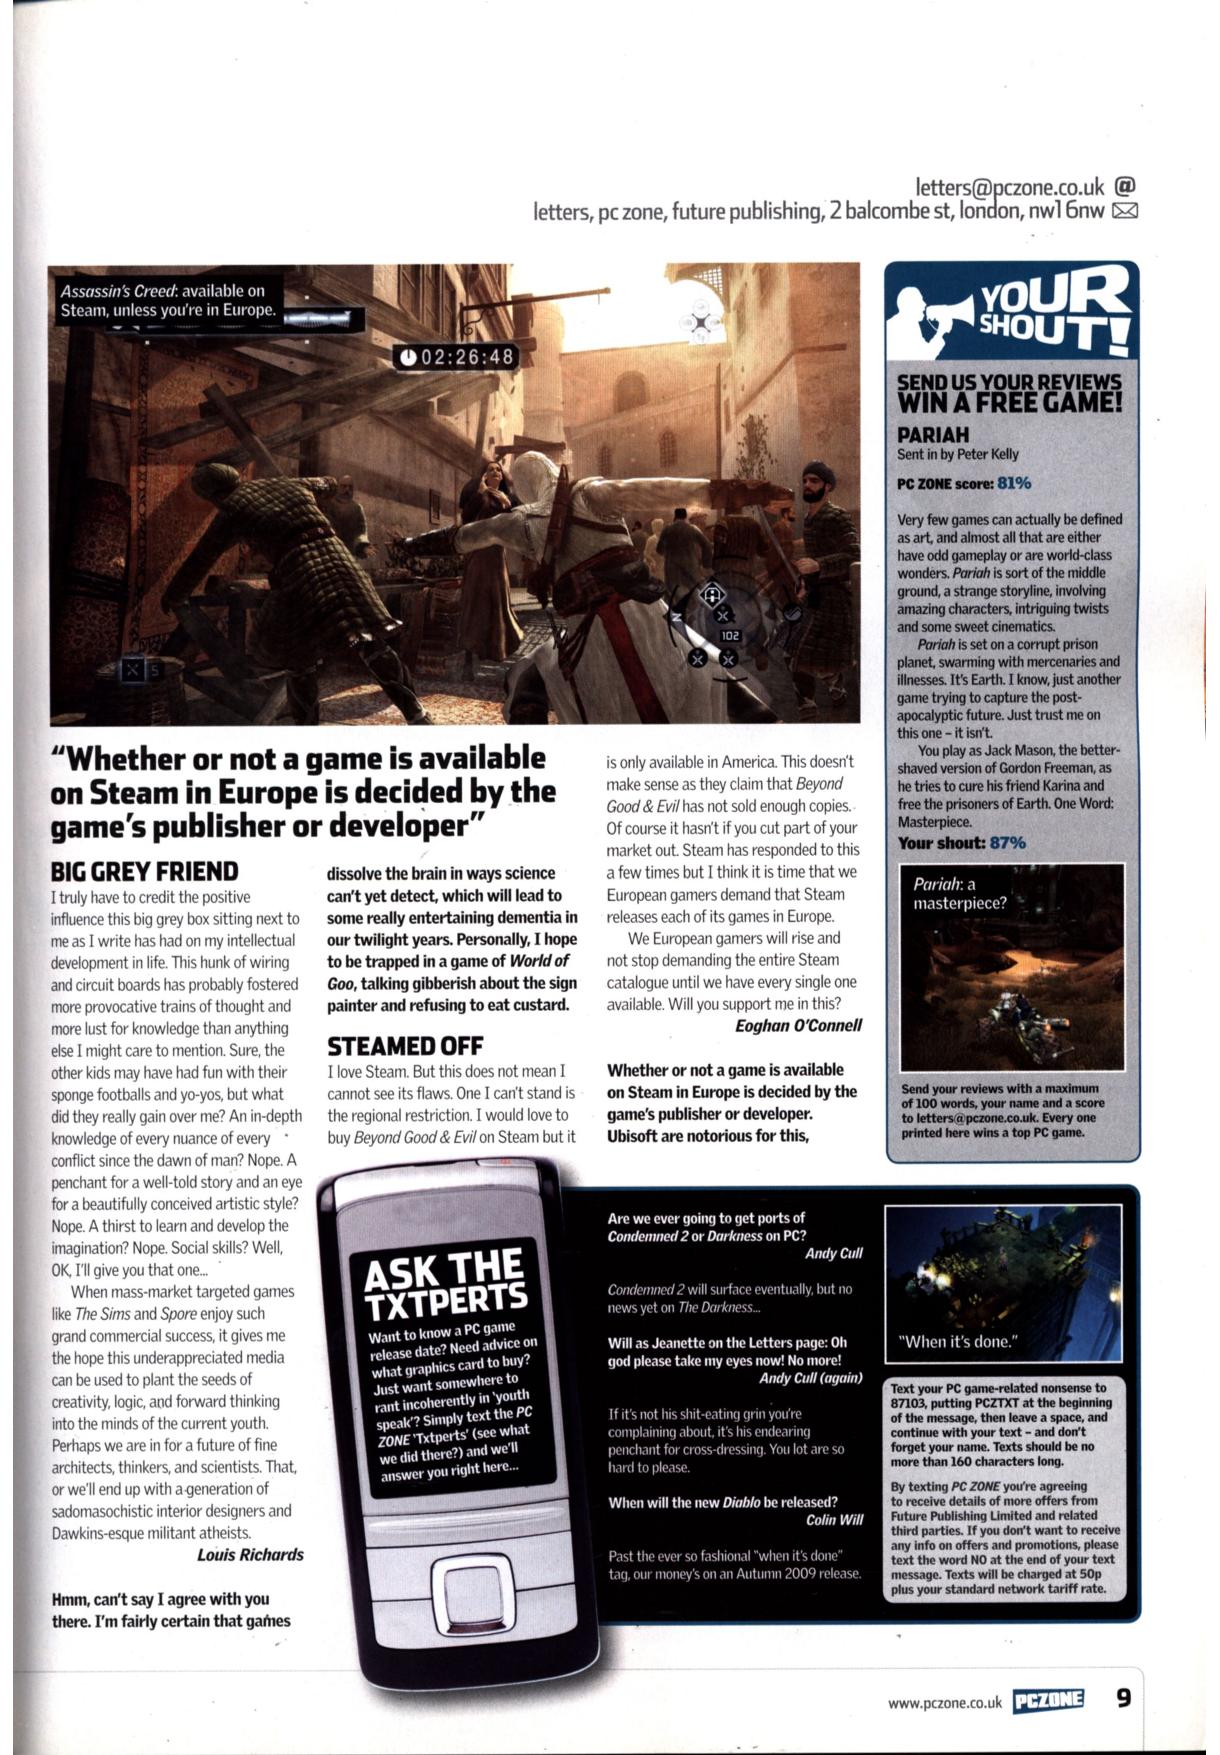 letters@pczone.co.uk @
letters, pc zone, future publishing, 2 balcombe st, london, nw1 6nw
Assassin's Creed: available on
Steam, unless you're in Europe.
02:26:48
102
5
"Whether or not a game is available
on Steam in Europe is decided by the
game's publisher or developer"
BIG GREY FRIEND
I truly have to credit the positive
influence this big grey box sitting next to
me as I write has had on my intellectual
development in life. This hunk of wiring
and circuit boards has probably fostered
more provocative trains of thought and
more lust for knowledge than anything
else I might care to mention. Sure, the
other kids may have had fun with their
sponge footballs and yo-yos, but what
did they really gain over me? An in-depth
knowledge of every nuance of every
conflict since the dawn of man? Nope. A
penchant for a well-told story and an eye
for a beautifully conceived artistic style?
Nope. A thirst to learn and develop the
imagination? Nope. Social skills? Well,
OK, I'll give you that one...
When mass-market targeted games
like The Sims and Spore enjoy such
grand commercial success, it gives me
the hope this underappreciated media
can be used to plant the seeds of
creativity, logic, and forward thinking
into the minds of the current youth.
Perhaps we are in for a future of fine
architects, thinkers, and scientists. That,
or we'll end up with a generation of
sadomasochistic interior designers and
Dawkins-esque militant atheists.
Louis Richards
Hmm, can't say I agree with you
there. I'm fairly certain that games
dissolve the brain in ways science
can't yet detect, which will lead to
some really entertaining dementia in
our twilight years. Personally, I hope
to be trapped in a game of World of
Goo, talking gibberish about the sign
painter and refusing to eat custard.
STEAMED OFF
I love Steam. But this does not mean I
cannot see its flaws. One I can't stand is
the regional restriction. I would love to
buy Beyond Good & Evil on Steam but it
is only available in America. This doesn't
make sense as they claim that Beyond
Good & Evil has not sold enough copies.
Of course it hasn't if you cut part of your
market out. Steam has responded to this
a few times but I think it is time that we
European gamers demand that Steam
releases each of its games in Europe.
We European gamers will rise and
not stop demanding the entire Steam
catalogue until we have every single one
available. Will you support me in this?
Eoghan O'Connell
Whether or not a game is available
on Steam in Europe is decided by the
game's publisher or developer.
Ubisoft are notorious for this,
YOUR
SHOUT!
SEND US YOUR REVIEWS
WIN A FREE GAME!
PARIAH
Sent in by Peter Kelly
PC ZONE score: 81%
Very few games can actually be defined
as art, and almost all that are either
have odd gameplay or are world-class
wonders. Pariah is sort of the middle
ground, a strange storyline, involving
amazing characters, intriguing twists
and some sweet cinematics.
Pariah is set on a corrupt prison
planet, swarming with mercenaries and
illnesses. It's Earth. I know, just another
game trying to capture the post-
apocalyptic future. Just trust me on
this one – it isn't.
You play as Jack Mason, the better-
shaved version of Gordon Freeman, as
he tries to cure his friend Karina and
free the prisoners of Earth. One Word:
Masterpiece.
Your shout: 87%
Pariah: a
masterpiece?
Send your reviews with a maximum
of 100 words, your name and a score
to letters@pczone.co.uk. Every one
printed here wins a top PC game.
ASK THE
TXTPERTS
Want to know a PC game
release date? Need advice on
what graphics card to buy?
Just want somewhere to
rant incoherently in 'youth
speak'? Simply text the PC
ZONE 'Txtperts' (see what
we did there?) and we'll
answer you right here...
Are we ever going to get ports of
Condemned 2 or Darkness on PC?
Andy Cull
Condemned 2 will surface eventually, but no
news yet on The Darkness...
Will as Jeanette on the Letters page: Oh
god please take my eyes now! No more!
Andy Cull (again)
If it's not his shit-eating grin you're
complaining about, it's his endearing
penchant for cross-dressing. You lot are so
hard to please.
When will the new Diablo be released?
Colin Will
Past the ever so fashional "when it's done"
tag, our money's on an Autumn 2009 release.
"When it's done."
Text your PC game-related nonsense to
87103, putting PCZTXT at the beginning
of the message, then leave a space, and
continue with your text – and don't
forget your name. Texts should be no
more than 160 characters long.
By texting PC ZONE you're agreeing
to receive details of more offers from
Future Publishing Limited and related
third parties. If you don't want to receive
any info on offers and promotions, please
text the word NO at the end of your text
message. Texts will be charged at 50p
plus your standard network tariff rate.
www.pczone.co.uk PCZONE 9